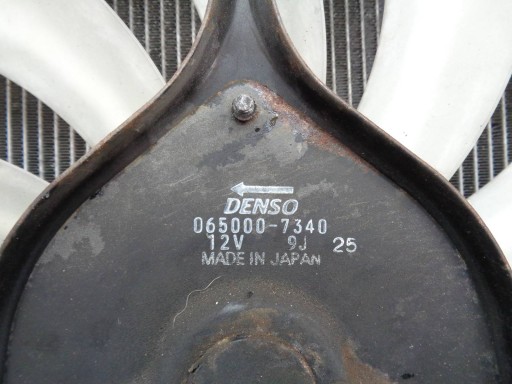 DENSO
065000-7340
12V 9J 25
MADE IN JAPAN